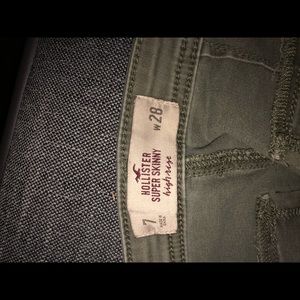 HOLLISTER
SUPER SKINNY
high rise
7
W 28